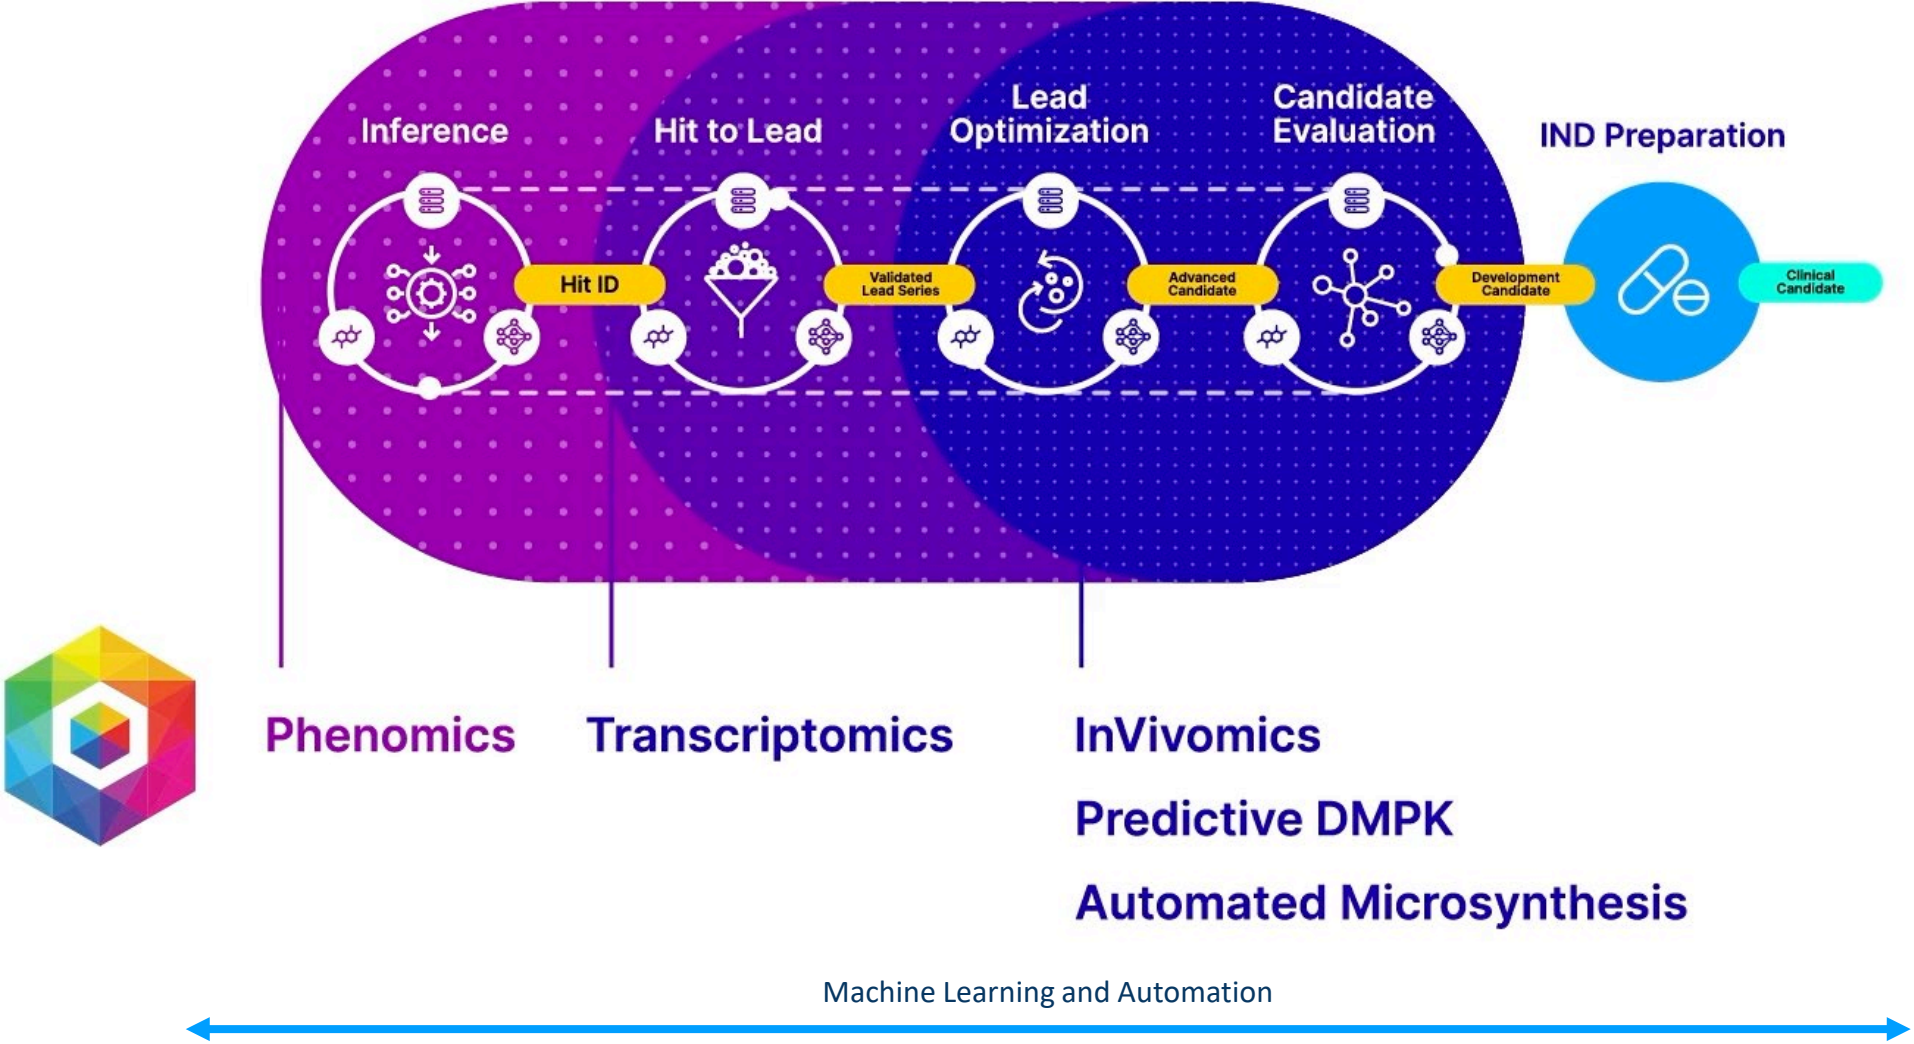 Inference
Hit to Lead
Lead
Optimization
Candidate
Evaluation
IND Preparation
Hit ID
Validated
Lead Series
Advanced
Candidate
Development
Candidate
Clinical
Candidate
Phenomics
Transcriptomics
InVivomics
Predictive DMPK
Automated Microsynthesis
Machine Learning and Automation